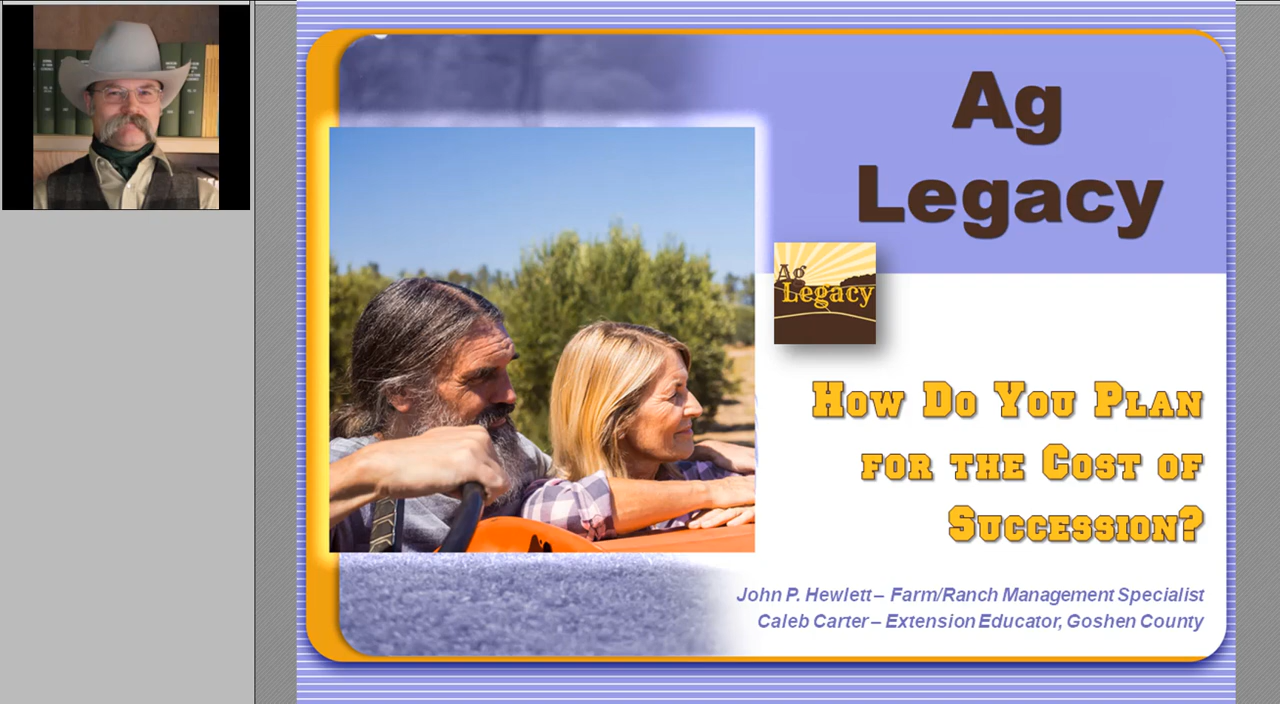 Ag
Legacy
Ag
Legacy
How Do You Plan
for the Cost of
Succession?
John P. Hewlett – Farm/Ranch Management Specialist
Caleb Carter – Extension Educator, Goshen County